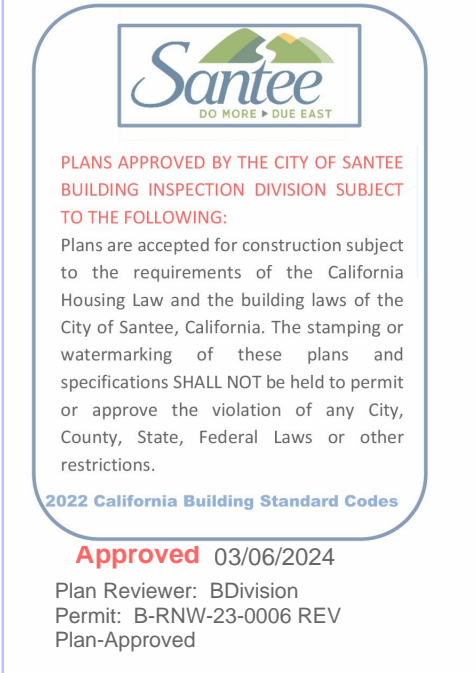 Santee
DO MORE ▶ DUE EAST
PLANS APPROVED BY THE CITY OF SANTEE
BUILDING INSPECTION DIVISION SUBJECT
TO THE FOLLOWING:
Plans are accepted for construction subject
to the requirements of the California
Housing Law and the building laws of the
City of Santee, California. The stamping or
watermarking of these plans and
specifications SHALL NOT be held to permit
or approve the violation of any City,
County, State, Federal Laws or other
restrictions.
2022 California Building Standard Codes
Approved 03/06/2024
Plan Reviewer: BDivision
Permit: B-RNW-23-0006 REV
Plan-Approved